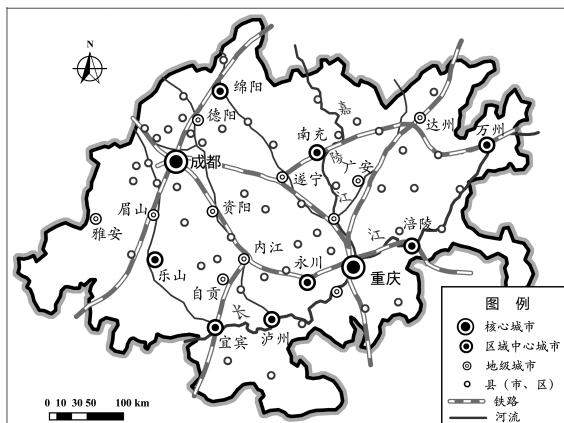 N
绵阳
德阳
嘉
达州
万州
南充
陵
成都
广安
遂宁
江
眉山
资阳
雅安
江
涪陵
内江
乐山
永川
重庆
自贡
长
宜宾
泸州
图 例
核心城市
区域中心城市
地级城市
县（市、区）
铁路
河流
0 10 30 50 100 km